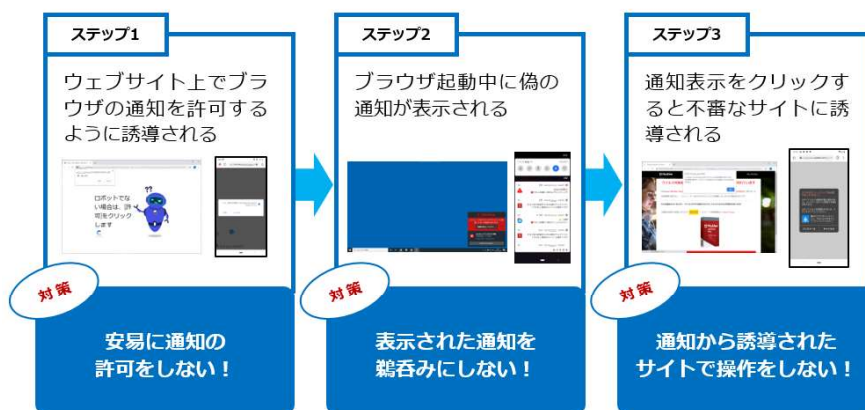 ステップ1
ウェブサイト上でブラ
ウザの通知を許可する
ように誘導される
??
ロボットでな
い場合は、許
可をクリック
します
対策
安易に通知の
許可をしない！
ステップ2
ブラウザ起動中に偽の
通知が表示される
対策
表示された通知を
鵜呑みにしない！
ステップ3
通知表示をクリックす
ると不審なサイトに誘
導される
対策
通知から誘導された
サイトで操作をしない！